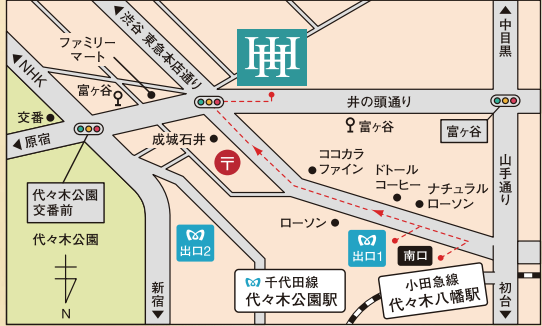 渋谷 東急本店通り
中目黒
ファミリー
マート
NHK
富ヶ谷
交番
原宿
井の頭通り
富ヶ谷
富ヶ谷
成城石井
〒
ココカラ
ファイン
ドトール
コーヒー
ナチュラル
ローソン
山手通り
代々木公園
交番前
代々木公園
ローソン
出口2
出口1
南口
千代田線
代々木公園駅
小田急線
代々木八幡駅
新宿
初台
N